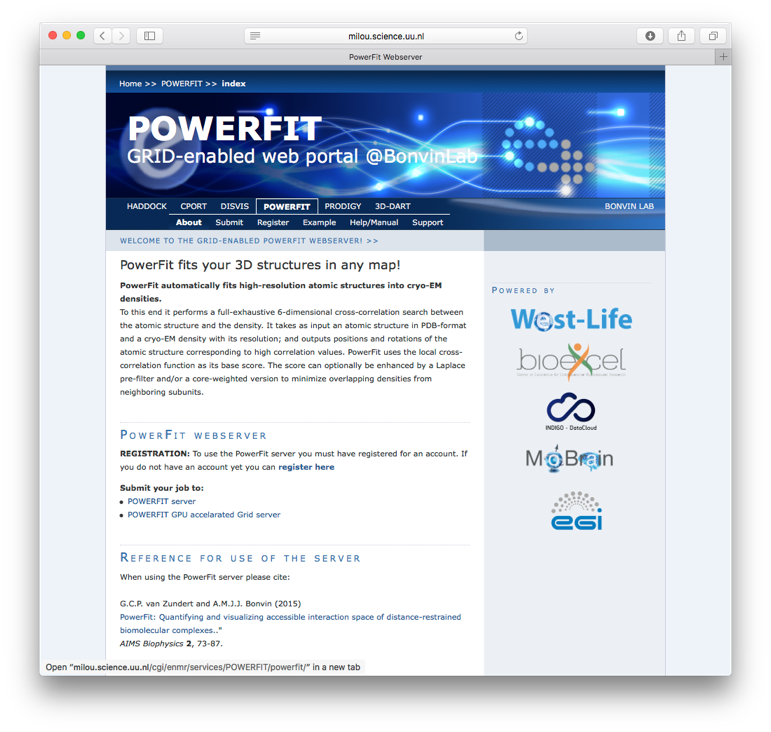 milou.science.uu.nl
PowerFit Webserver
Home >> POWERFIT >> index
POWERFIT
GRID-enabled web portal @BonvinLab
HADDOCK CPORT DISVIS POWERFIT PRODIGY 3D-DART BONVIN LAB
About Submit Register Example Help/Manual Support
WELCOME TO THE GRID-ENABLED POWERFIT WEBSERVER! >>
PowerFit fits your 3D structures in any map!
PowerFit automatically fits high-resolution atomic structures into cryo-EM
densities.
To this end it performs a full-exhaustive 6-dimensional cross-correlation search between
the atomic structure and the density. It takes as input an atomic structure in PDB-format
and a cryo-EM density with its resolution; and outputs positions and rotations of the
atomic structure corresponding to high correlation values. PowerFit uses the local cross-
correlation function as its base score. The score can optionally be enhanced by a Laplace
pre-filter and/or a core-weighted version to minimize overlapping densities from
neighboring subunits.
PowerFit webserver
REGISTRATION: To use the PowerFit server you must have registered for an account. If
you do not have an account yet you can register here
Submit your job to:
POWERFIT server
POWERFIT GPU accelarated Grid server
Reference for use of the server
When using the PowerFit server please cite:
G.C.P. van Zundert and A.M.J.J. Bonvin (2015)
PowerFit: Quantifying and visualizing accessible interaction space of distance-restrained
biomolecular complexes.."
AIMS Biophysics 2, 73-87.
Powered by
West-Life
bioexcel
INDIGO - DataCloud
MoBrain
egi
Open "milou.science.uu.nl/cgi/enmr/services/POWERFIT/powerfit/" in a new tab